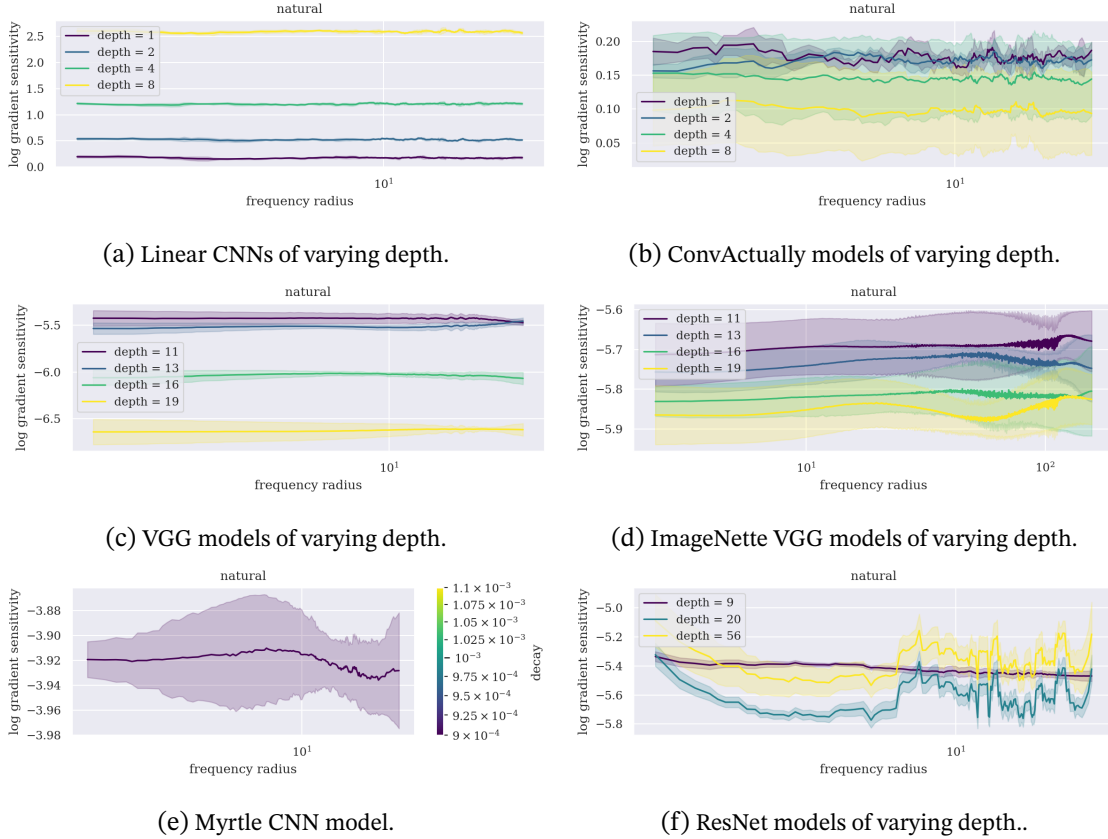 natural
log gradient sensitivity
2.5
2.0
1.5
1.0
0.5
0.0
depth = 1
depth = 2
depth = 4
depth = 8
10¹
frequency radius
(a) Linear CNNs of varying depth.
natural
log gradient sensitivity
0.20
0.15
0.10
0.05
depth = 1
depth = 2
depth = 4
depth = 8
10¹
frequency radius
(b) ConvActually models of varying depth.
natural
log gradient sensitivity
−5.5
−6.0
−6.5
depth = 11
depth = 13
depth = 16
depth = 19
10¹
frequency radius
(c) VGG models of varying depth.
natural
log gradient sensitivity
−5.6
−5.7
−5.8
−5.9
depth = 11
depth = 13
depth = 16
depth = 19
10¹
10²
frequency radius
(d) ImageNette VGG models of varying depth.
natural
log gradient sensitivity
−3.88
−3.90
−3.92
−3.94
−3.96
−3.98
10¹
frequency radius
1.1 × 10⁻³
1.075 × 10⁻³
1.05 × 10⁻³
1.025 × 10⁻³
10⁻³
9.75 × 10⁻⁴
9.5 × 10⁻⁴
9.25 × 10⁻⁴
9 × 10⁻⁴
decay
(e) Myrtle CNN model.
natural
log gradient sensitivity
−5.0
−5.2
−5.4
−5.6
−5.8
depth = 9
depth = 20
depth = 56
10¹
frequency radius
(f) ResNet models of varying depth..